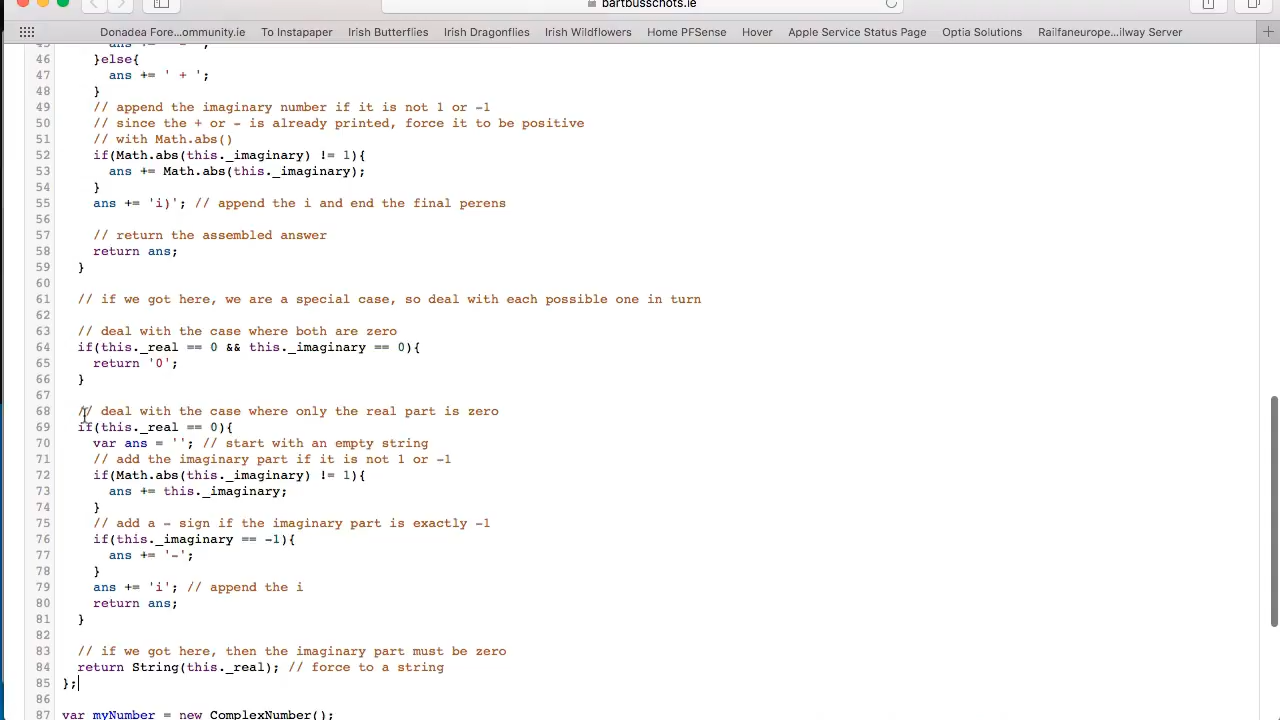 bartbusschots.ie
Donadea Fore...ommunity.ie To Instapaper Irish Butterflies Irish Dragonflies Irish Wildflowers Home PFSense Hover Apple Service Status Page Optia Solutions Railfaneurope...ilway Server
45
46 }else{
47 ans += ' + ';
48 }
49 // append the imaginary number if it is not 1 or -1
50 // since the + or - is already printed, force it to be positive
51 // with Math.abs()
52 if(Math.abs(this._imaginary) != 1){
53 ans += Math.abs(this._imaginary);
54 }
55 ans += 'i)'; // append the i and end the final perens
56
57 // return the assembled answer
58 return ans;
59 }
60
61 // if we got here, we are a special case, so deal with each possible one in turn
62
63 // deal with the case where both are zero
64 if(this._real == 0 && this._imaginary == 0){
65 return '0';
66 }
67
68 // deal with the case where only the real part is zero
69 if(this._real == 0){
70 var ans = ''; // start with an empty string
71 // add the imaginary part if it is not 1 or -1
72 if(Math.abs(this._imaginary) != 1){
73 ans += this._imaginary;
74 }
75 // add a - sign if the imaginary part is exactly -1
76 if(this._imaginary == -1){
77 ans += '-';
78 }
79 ans += 'i'; // append the i
80 return ans;
81 }
82
83 // if we got here, then the imaginary part must be zero
84 return String(this._real); // force to a string
85 };
86
87 var myNumber = new ComplexNumber();